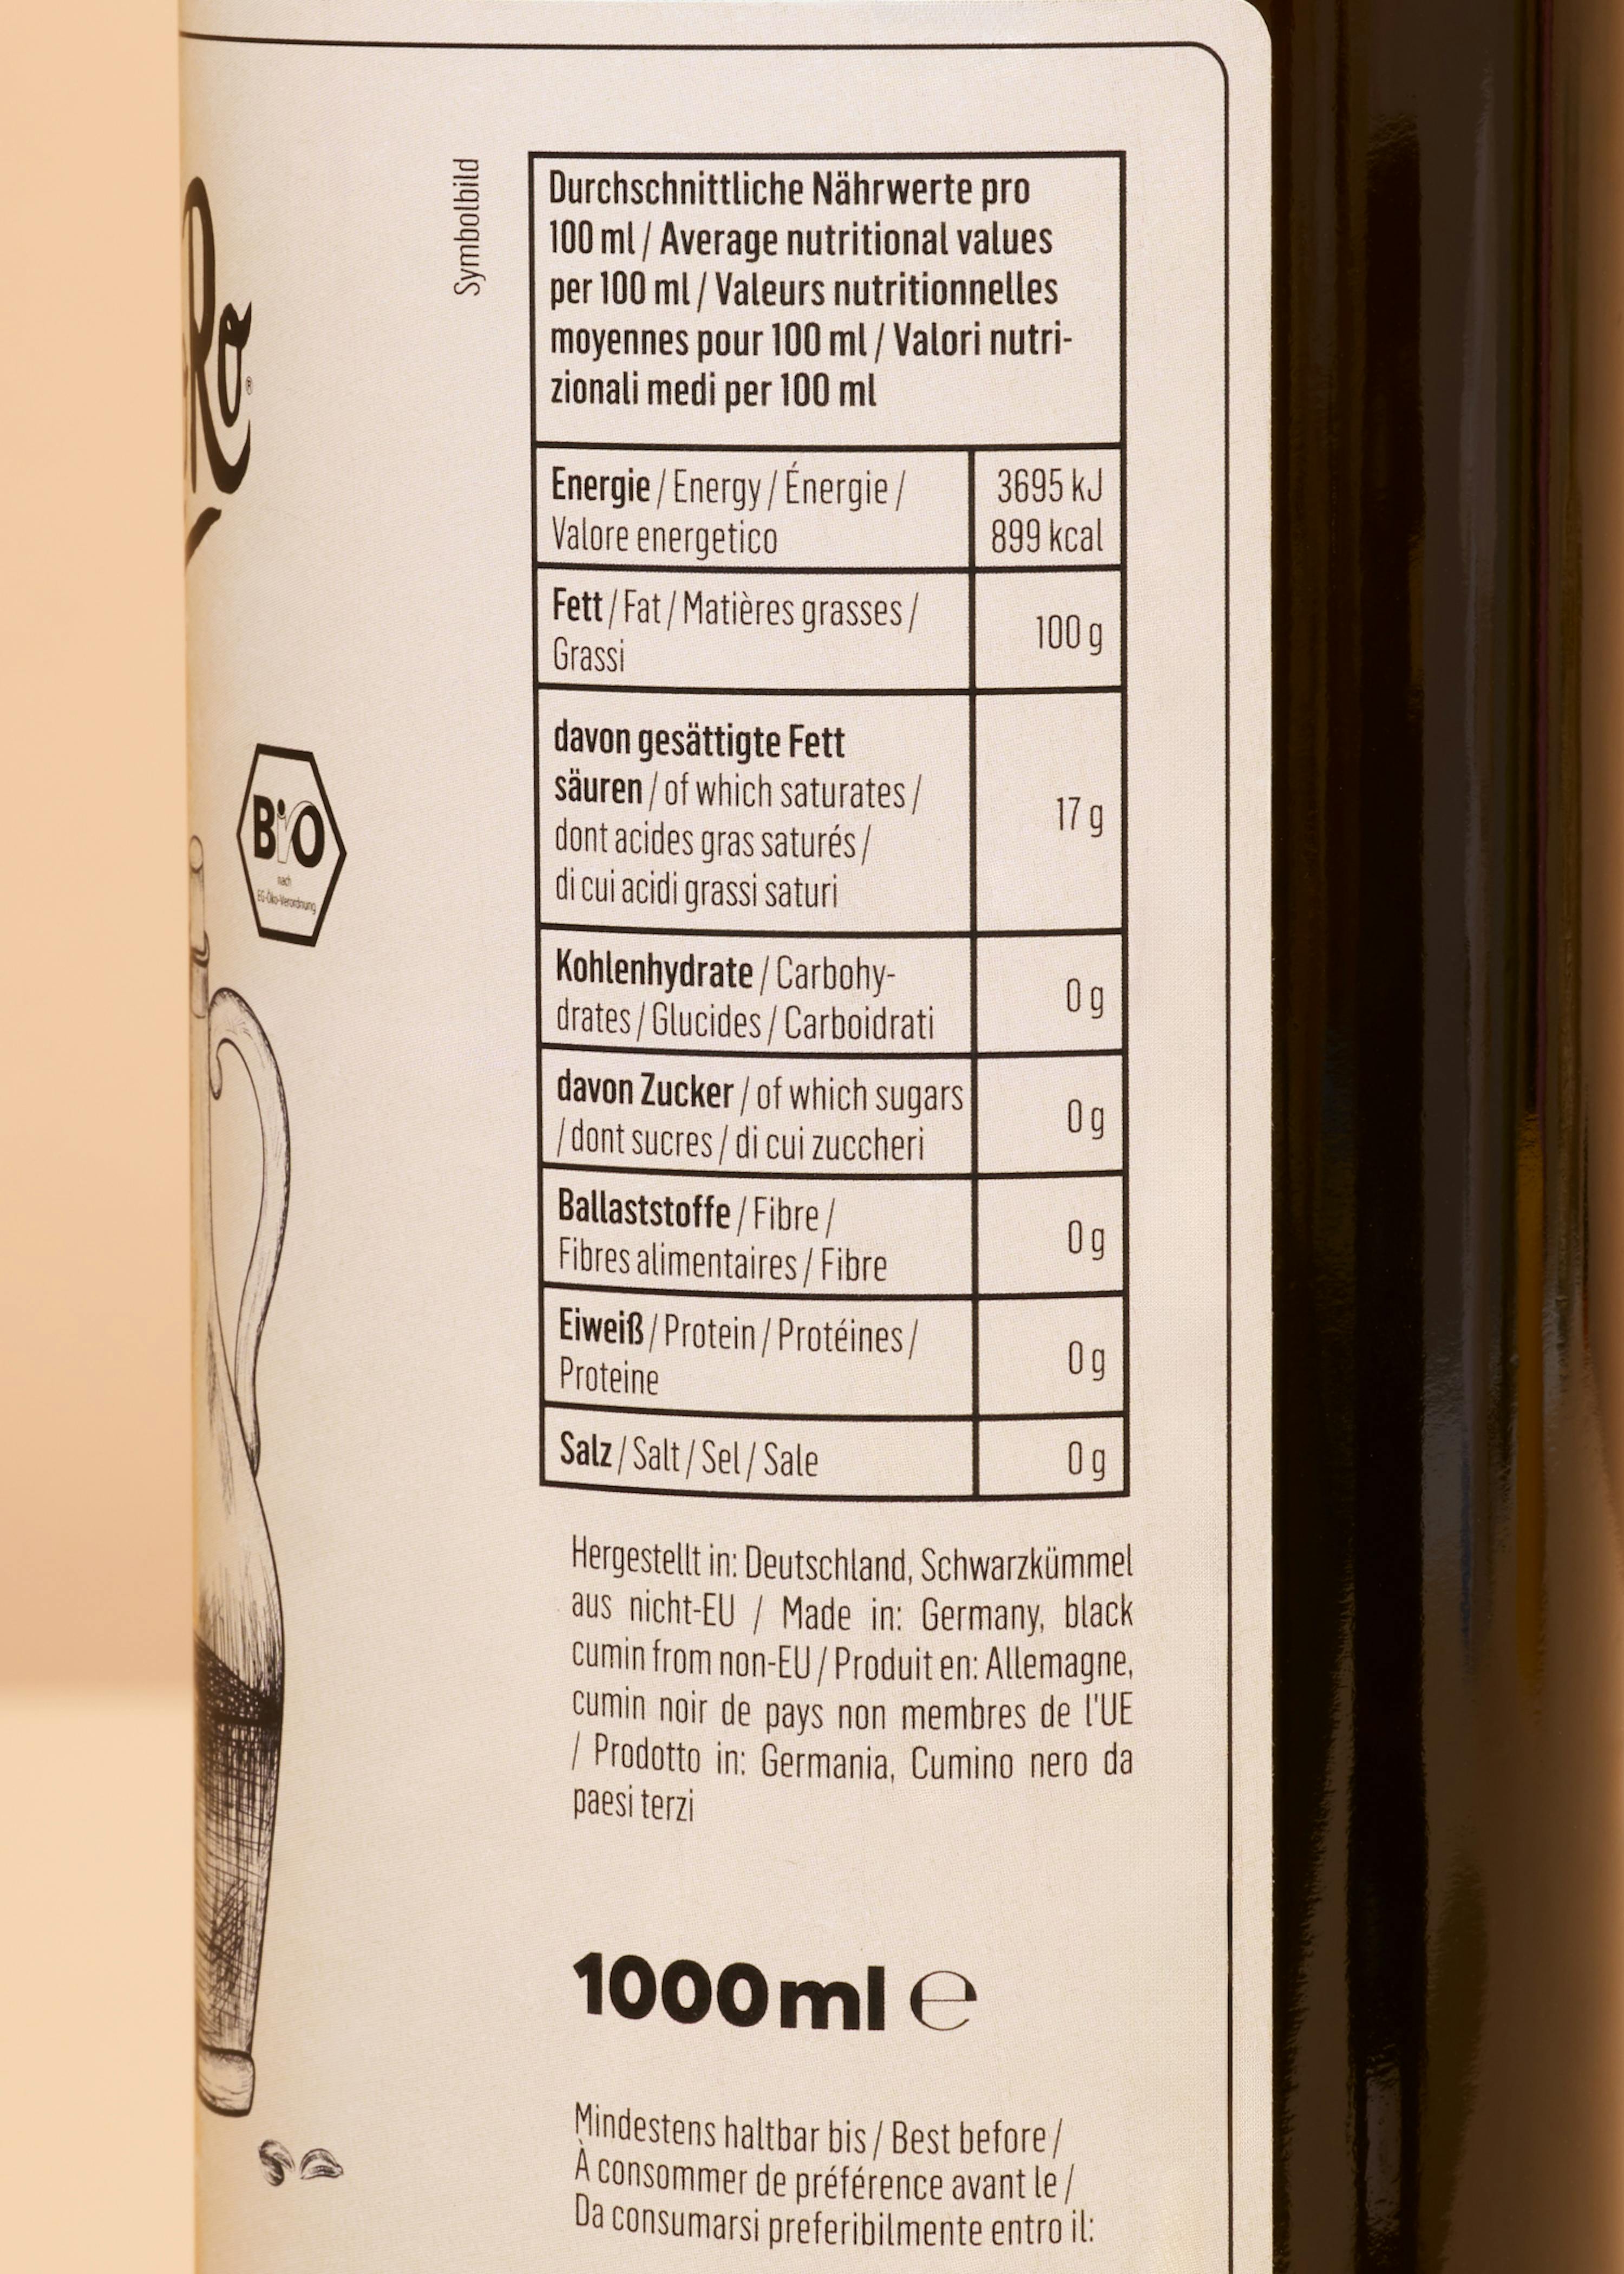 Ro
®
Symbolbild
BIO
nach
EG-Öko-Verordnung
Durchschnittliche Nährwerte pro
100 ml / Average nutritional values
per 100 ml / Valeurs nutritionnelles
moyennes pour 100 ml / Valori nutri-
zionali medi per 100 ml
Energie / Energy / Énergie /
Valore energetico
3695 kJ
899 kcal
Fett / Fat / Matières grasses /
Grassi
100 g
davon gesättigte Fett
säuren / of which saturates /
dont acides gras saturés /
di cui acidi grassi saturi
17 g
Kohlenhydrate / Carbohy-
drates / Glucides / Carboidrati
0 g
davon Zucker / of which sugars
/ dont sucres / di cui zuccheri
0 g
Ballaststoffe / Fibre /
Fibres alimentaires / Fibre
0 g
Eiweiß / Protein / Protéines /
Proteine
0 g
Salz / Salt / Sel / Sale
0 g
Hergestellt in: Deutschland, Schwarzkümmel
aus nicht-EU / Made in: Germany, black
cumin from non-EU / Produit en: Allemagne,
cumin noir de pays non membres de l'UE
/ Prodotto in: Germania, Cumino nero da
paesi terzi
1000 ml ℮
Mindestens haltbar bis / Best before /
À consommer de préférence avant le /
Da consumarsi preferibilmente entro il: